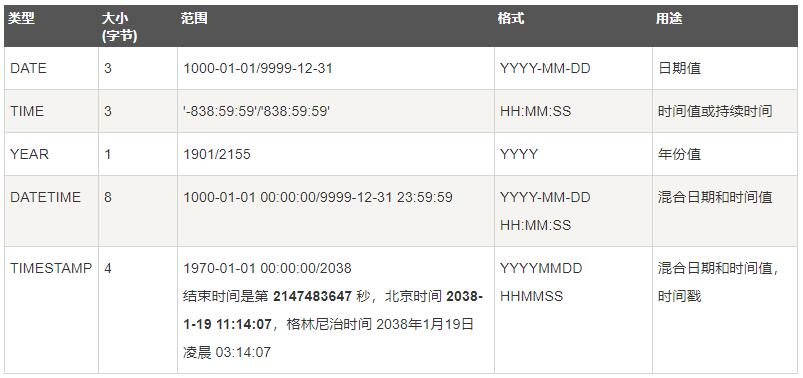 类型 大小 范围 格式 用途
(字节)
DATE 3 1000-01-01/9999-12-31 YYYY-MM-DD 日期值
TIME 3 '-838:59:59'/'838:59:59' HH:MM:SS 时间值或持续时间
YEAR 1 1901/2155 YYYY 年份值
DATETIME 8 1000-01-01 00:00:00/9999-12-31 23:59:59 YYYY-MM-DD 混合日期和时间值
HH:MM:SS
TIMESTAMP 4 1970-01-01 00:00:00/2038 YYYYMMDD 混合日期和时间值，
结束时间是第 2147483647 秒，北京时间 2038- HHMMSS 时间戳
1-19 11:14:07，格林尼治时间 2038年1月19日
凌晨 03:14:07